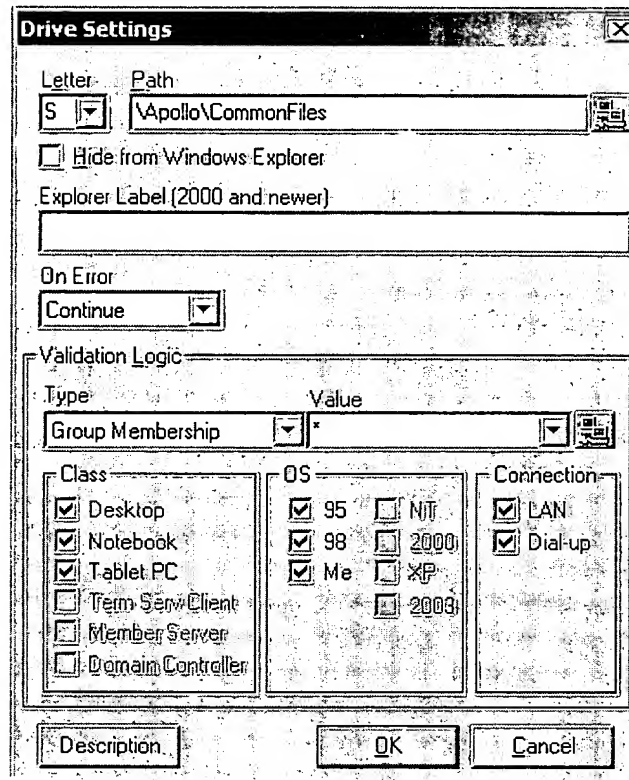 Drive Settings
Letter Path
S \Apollo\CommonFiles
Hide from Windows Explorer
Explorer Label (2000 and newer)
On Error
Continue
Validation Logic
Type Value
Group Membership *
Class OS Connection
Desktop 95 NT LAN
Notebook 98 2000 Dial-up
Tablet PC Me XP
Term Serv Client 2003
Member Server
Domain Controller
Description OK Cancel